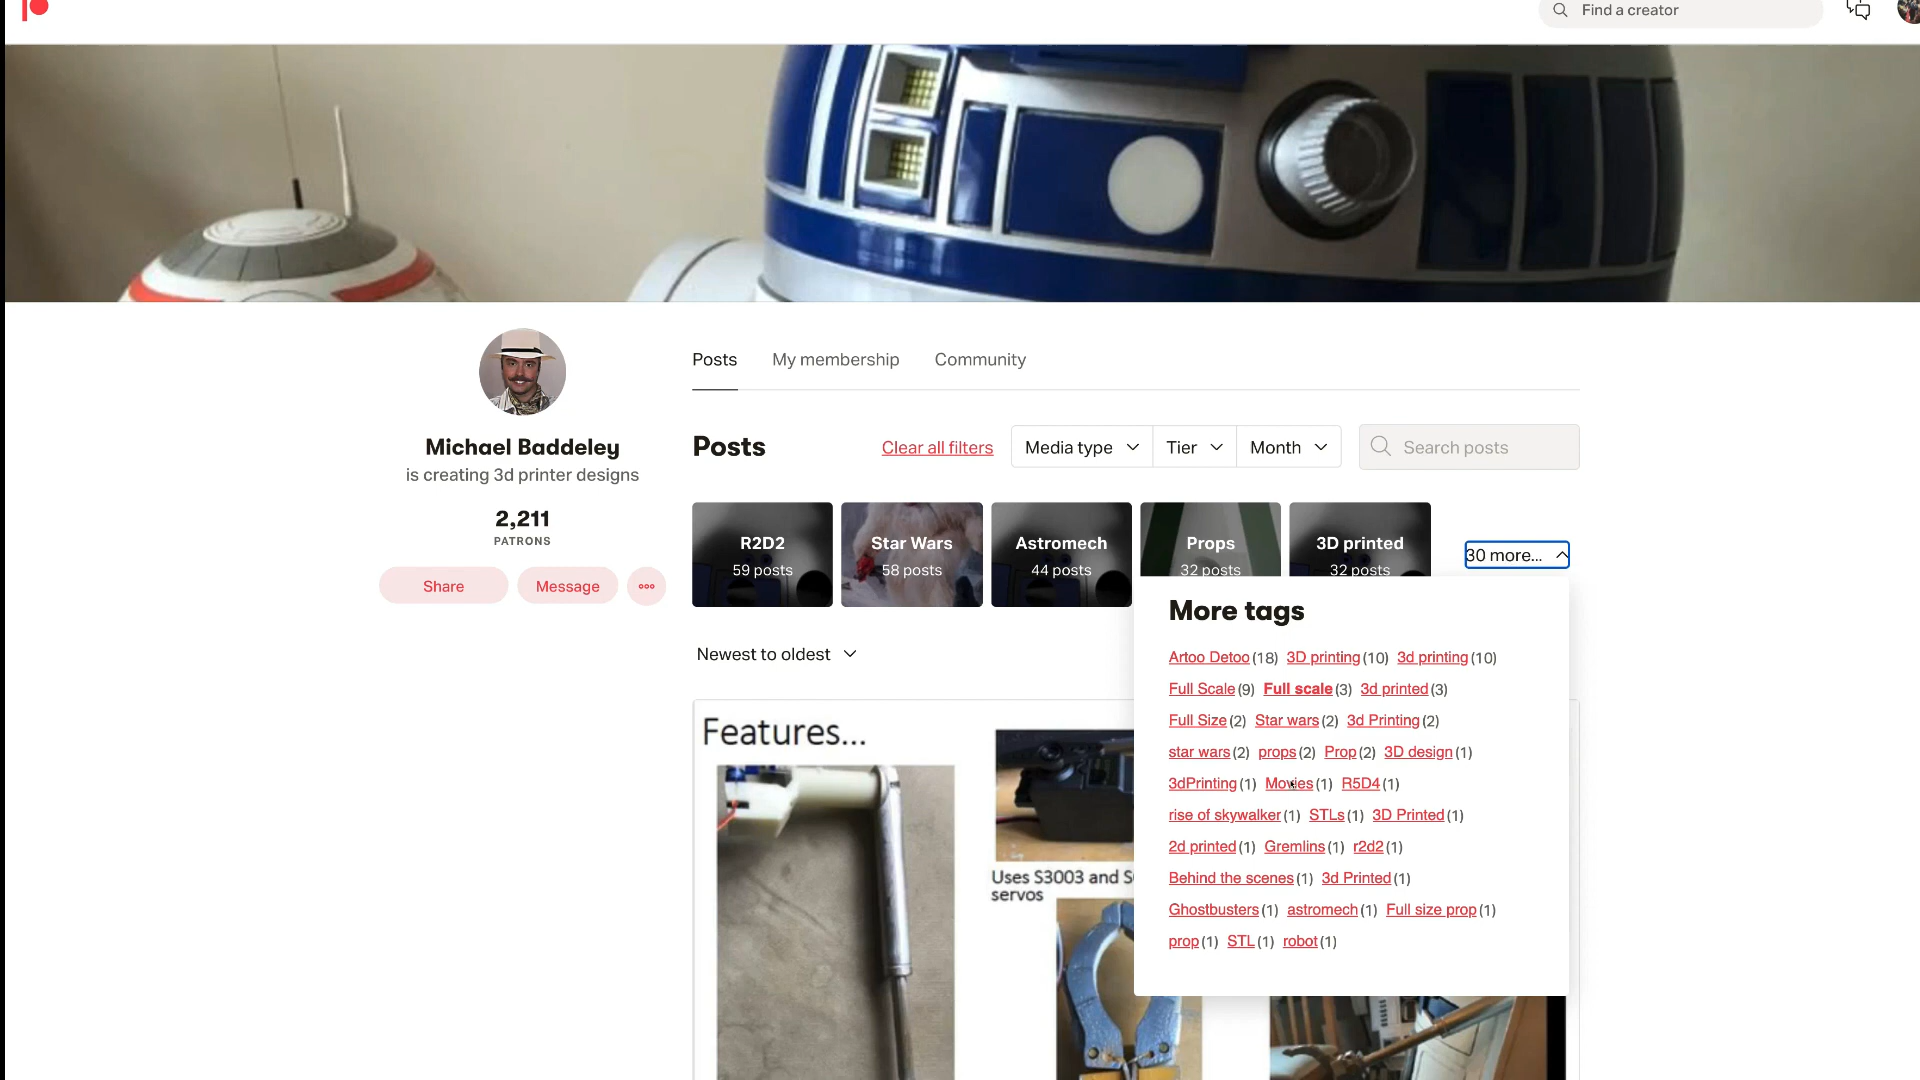 Find a creator
Posts My membership Community
Michael Baddeley
is creating 3d printer designs
2,211
PATRONS
Share Message
Posts Clear all filters Media type Tier Month Search posts
R2D2
59 posts
Star Wars
58 posts
Astromech
44 posts
Props
32 posts
3D printed
32 posts
30 more...
Newest to oldest
More tags
Artoo Detoo (18) 3D printing (10) 3d printing (10)
Full Scale (9) Full scale (3) 3d printed (3)
Full Size (2) Star wars (2) 3d Printing (2)
star wars (2) props (2) Prop (2) 3D design (1)
3dPrinting (1) Movies (1) R5D4 (1)
rise of skywalker (1) STLs (1) 3D Printed (1)
2d printed (1) Gremlins (1) r2d2 (1)
Behind the scenes (1) 3d Printed (1)
Ghostbusters (1) astromech (1) Full size prop (1)
prop (1) STL (1) robot (1)
Features...
Uses S3003 and
servos